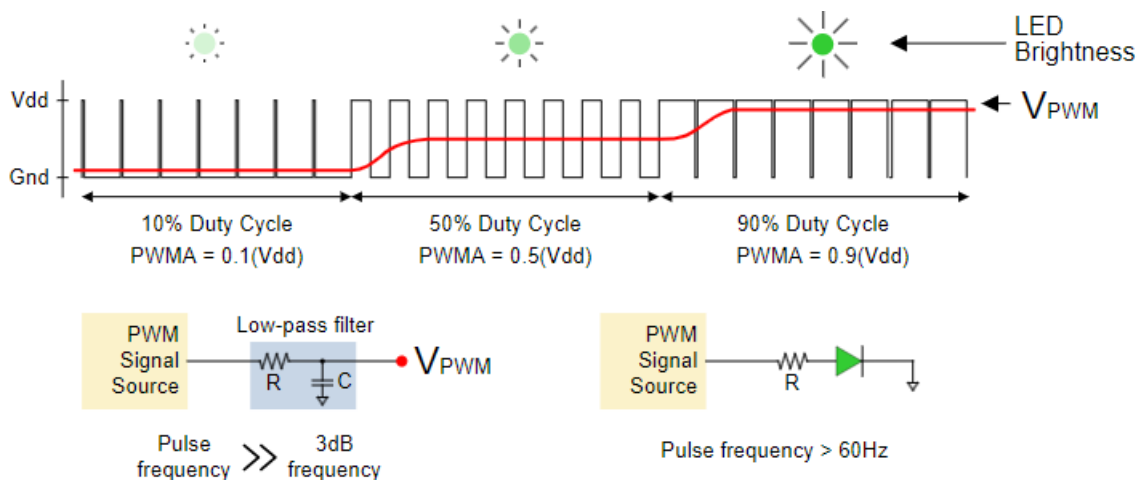 LED
Brightness
Vdd
VPWM
Gnd
10% Duty Cycle
PWMA = 0.1(Vdd)
50% Duty Cycle
PWMA = 0.5(Vdd)
90% Duty Cycle
PWMA = 0.9(Vdd)
PWM
Signal
Source
Low-pass filter
R
C
VPWM
Pulse
frequency
>>
3dB
frequency
PWM
Signal
Source
R
Pulse frequency > 60Hz